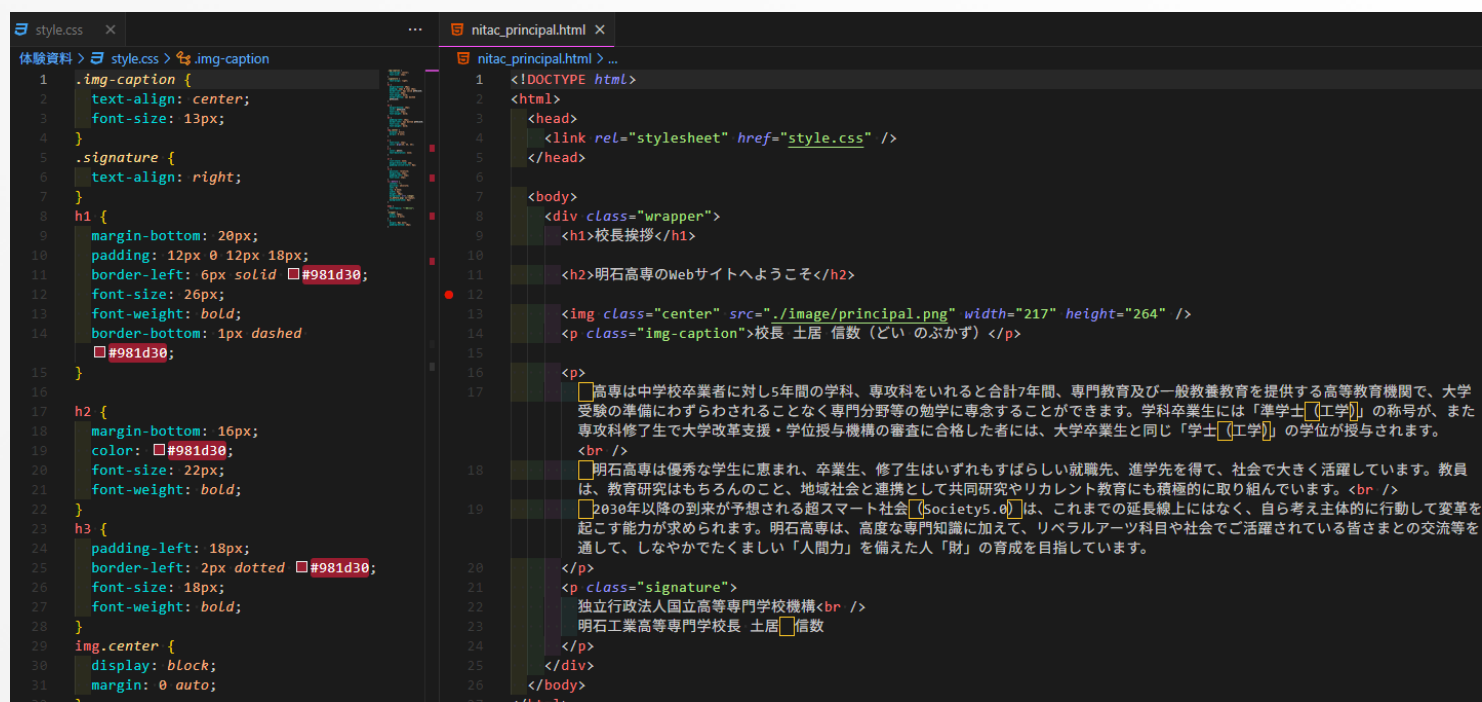 style.css
体験資料 > style.css > .img-caption
1 .img-caption {
2 text-align: center;
3 font-size: 13px;
4 }
5 .signature {
6 text-align: right;
7 }
8 h1 {
9 margin-bottom: 20px;
10 padding: 12px 0 12px 18px;
11 border-left: 6px solid #981d30;
12 font-size: 26px;
13 font-weight: bold;
14 border-bottom: 1px dashed
#981d30;
15 }
16
17 h2 {
18 margin-bottom: 16px;
19 color: #981d30;
20 font-size: 22px;
21 font-weight: bold;
22 }
23 h3 {
24 padding-left: 18px;
25 border-left: 2px dotted #981d30;
26 font-size: 18px;
27 font-weight: bold;
28 }
29 img.center {
30 display: block;
31 margin: 0 auto;
nitac_principal.html
nitac_principal.html > ...
1 <!DOCTYPE html>
2 <html>
3 <head>
4 <link rel="stylesheet" href="style.css" />
5 </head>
6
7 <body>
8 <div class="wrapper">
9 <h1>校長挨拶</h1>
10
11 <h2>明石高専のWebサイトへようこそ</h2>
12
13 <img class="center" src="./image/principal.png" width="217" height="264" />
14 <p class="img-caption">校長 土居 信数（どい のぶかず）</p>
15
16 <p>
17 　高専は中学校卒業者に対し5年間の学科、専攻科をいれると合計7年間、専門教育及び一般教養教育を提供する高等教育機関で、大学
受験の準備にわずらわされることなく専門分野等の勉学に専念することができます。学科卒業生には「準学士（工学）」の称号が、また
専攻科修了生で大学改革支援・学位授与機構の審査に合格した者には、大学卒業生と同じ「学士（工学）」の学位が授与されます。
<br />
18 　明石高専は優秀な学生に恵まれ、卒業生、修了生はいずれもすばらしい就職先、進学先を得て、社会で大きく活躍しています。教員
は、教育研究はもちろんのこと、地域社会と連携として共同研究やリカレント教育にも積極的に取り組んでいます。<br />
19 　2030年以降の到来が予想される超スマート社会（Society5.0）は、これまでの延長線上にはなく、自ら考え主体的に行動して変革を
起こす能力が求められます。明石高専は、高度な専門知識に加えて、リベラルアーツ科目や社会でご活躍されている皆さまとの交流等を
通して、しなやかでたくましい「人間力」を備えた人「財」の育成を目指しています。
20 </p>
21 <p class="signature">
22 独立行政法人国立高等専門学校機構<br />
23 明石工業高等専門学校長 土居　信数
24 </p>
25 </div>
26 </body>